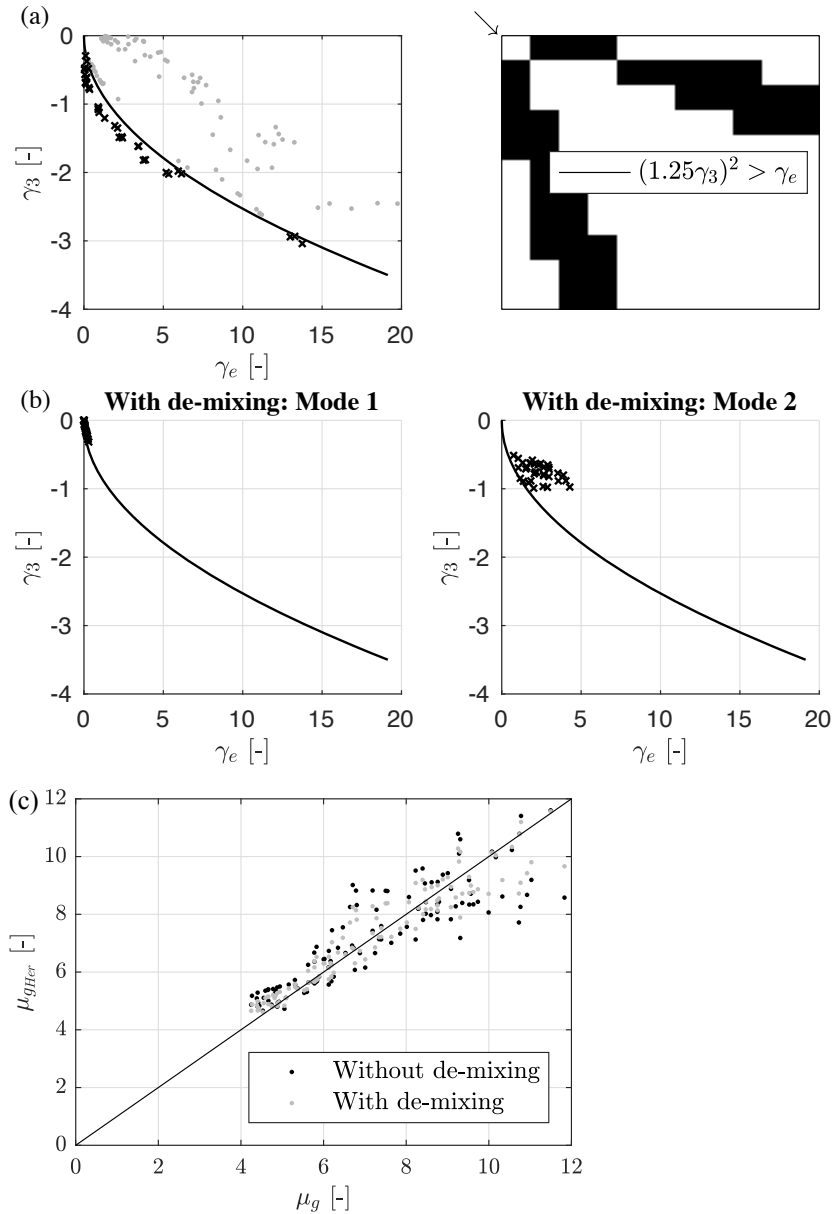 (a)
0
-1
-2
-3
-4
γ3 [-]
0 5 10 15 20
γe [-]
(1.25γ3)² > γe
(b)
With de-mixing: Mode 1
0
-1
-2
-3
-4
γ3 [-]
0 5 10 15 20
γe [-]
With de-mixing: Mode 2
0
-1
-2
-3
-4
γ3 [-]
0 5 10 15 20
γe [-]
(c)
12
10
8
6
4
2
0
μgHer [-]
Without de-mixing
With de-mixing
0 2 4 6 8 10 12
μg [-]